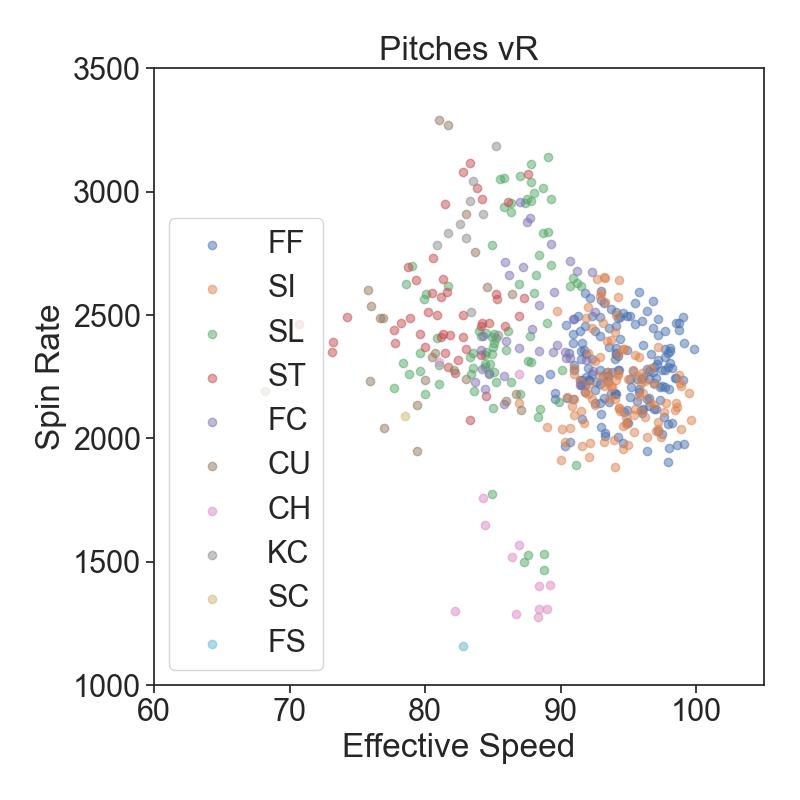 Pitches vR
3500
3000
2500
2000
1500
1000
Spin Rate
FF
SI
SL
ST
FC
CU
CH
KC
SC
FS
60 70 80 90 100
Effective Speed